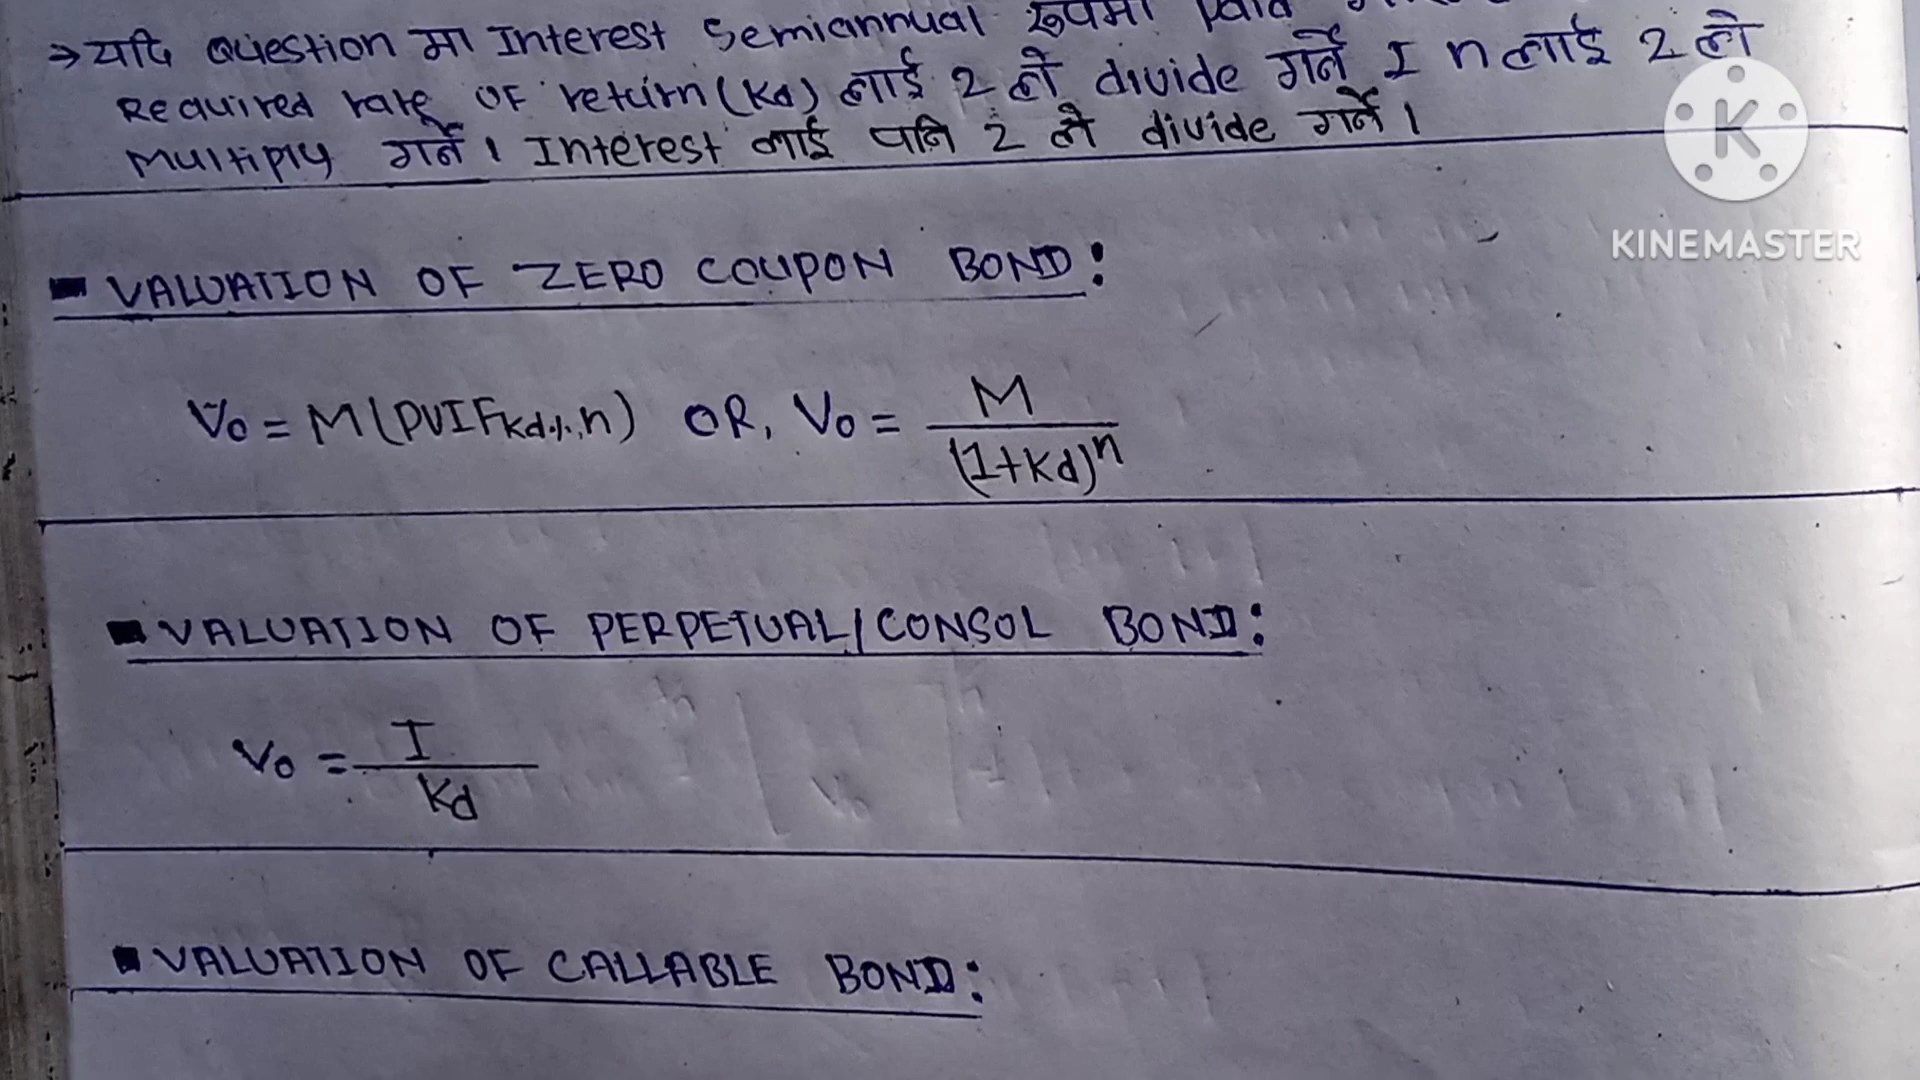 → यदि Question मा Interest Semiannual रूपमा paid
Required rate OF return (Kd) लाई 2 ले divide गर्ने I n लाई 2 ले
Multiply गर्ने। Interest लाई पनि 2 ले divide गर्ने।
K
KINEMASTER
VALUATION OF ZERO COUPON BOND:
V₀ = M(PVIFkd%,n) OR, V₀ = M/(1+Kd)ⁿ
VALUATION OF PERPETUAL/CONSOL BOND:
V₀ = I/Kd
VALUATION OF CALLABLE BOND: